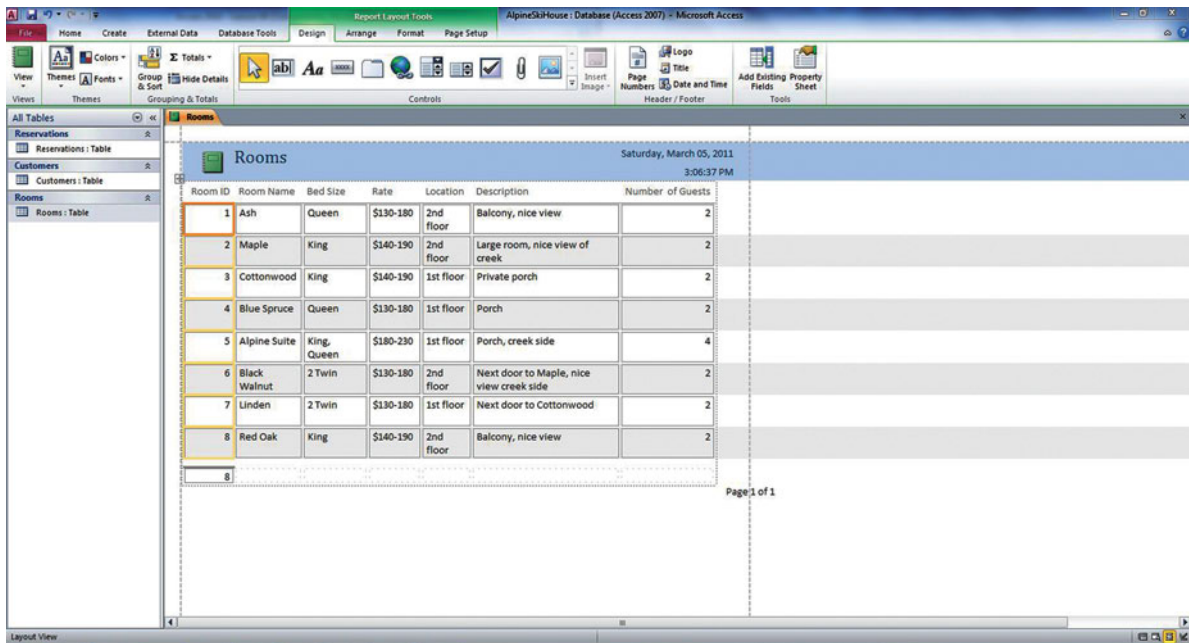 Report Layout Tools
AlpineSkiHouse : Database (Access 2007) - Microsoft Access
File Home Create External Data Database Tools Design Arrange Format Page Setup
View
Views
Aa
Themes
Colors
A Fonts
Themes
Group & Sort
Σ Totals
Hide Details
Grouping & Totals
ab| Aa xxxx
Controls
Insert Image
Page Numbers
Logo
Title
Date and Time
Header / Footer
Add Existing Fields
Property Sheet
Tools
All Tables
Reservations
Reservations : Table
Customers
Customers : Table
Rooms
Rooms : Table
Rooms
Rooms
Saturday, March 05, 2011
3:06:37 PM
Room ID Room Name Bed Size Rate Location Description Number of Guests
1 Ash Queen $130-180 2nd floor Balcony, nice view 2
2 Maple King $140-190 2nd floor Large room, nice view of creek 2
3 Cottonwood King $140-190 1st floor Private porch 2
4 Blue Spruce Queen $130-180 1st floor Porch 2
5 Alpine Suite King, Queen $180-230 1st floor Porch, creek side 4
6 Black Walnut 2 Twin $130-180 2nd floor Next door to Maple, nice view creek side 2
7 Linden 2 Twin $130-180 1st floor Next door to Cottonwood 2
8 Red Oak King $140-190 2nd floor Balcony, nice view 2
8
Page 1 of 1
Layout View